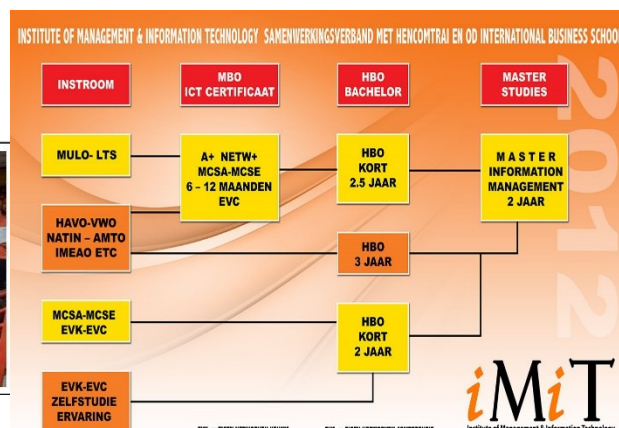 INSTITUTE OF MANAGEMENT & INFORMATION TECHNOLOGY SAMENWERKINGSVERBAND MET HENCOMTRAI EN OD INTERNATIONAL BUSINESS SCHOO
INSTROOM
MBO
ICT CERTIFICAAT
HBO
BACHELOR
MASTER
STUDIES
MULO- LTS
A+ NETW+
MCSA-MCSE
6 – 12 MAANDEN
EVC
HBO
KORT
2.5 JAAR
MASTER
INFORMATION
MANAGEMENT
2 JAAR
HAVO-VWO
NATIN – AMTO
IMEAO ETC
HBO
3 JAAR
MCSA-MCSE
EVK-EVC
HBO
KORT
2 JAAR
EVK-EVC
ZELFSTUDIE
ERVARING
2012
iMiT
Institute of Management & Information Technology